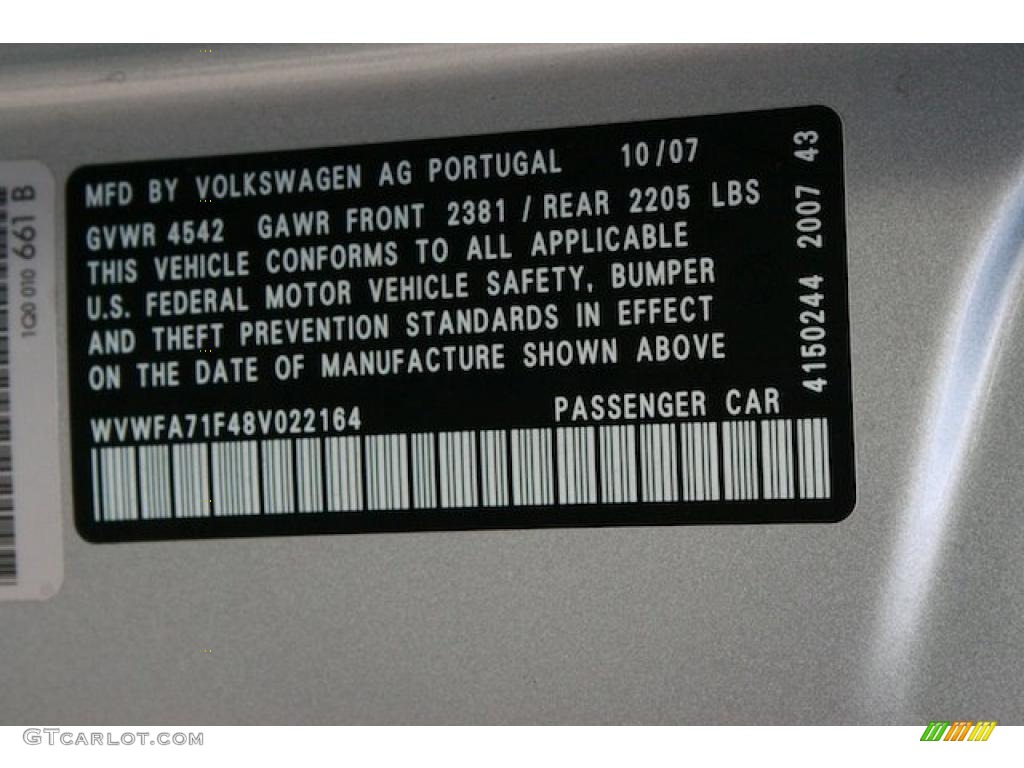 MFD BY VOLKSWAGEN AG PORTUGAL 10/07
GVWR 4542 GAWR FRONT 2381 / REAR 2205 LBS
THIS VEHICLE CONFORMS TO ALL APPLICABLE
U.S. FEDERAL MOTOR VEHICLE SAFETY, BUMPER
AND THEFT PREVENTION STANDARDS IN EFFECT
ON THE DATE OF MANUFACTURE SHOWN ABOVE
WVWFA71F48V022164 PASSENGER CAR
4150244 2007 43
1Q0 010 661 B
GTCARLOT.COM